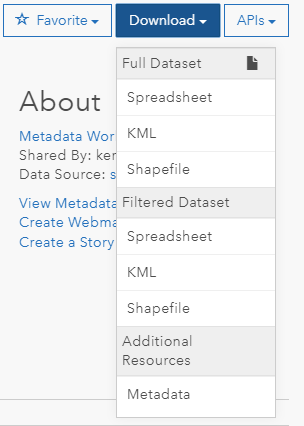 Favorite
Download
APIs
Full Dataset
Spreadsheet
KML
Shapefile
Filtered Dataset
Spreadsheet
KML
Shapefile
Additional
Resources
Metadata
About
Metadata Wor
Shared By: ker
Data Source: s
View Metadata
Create Webma
Create a Story